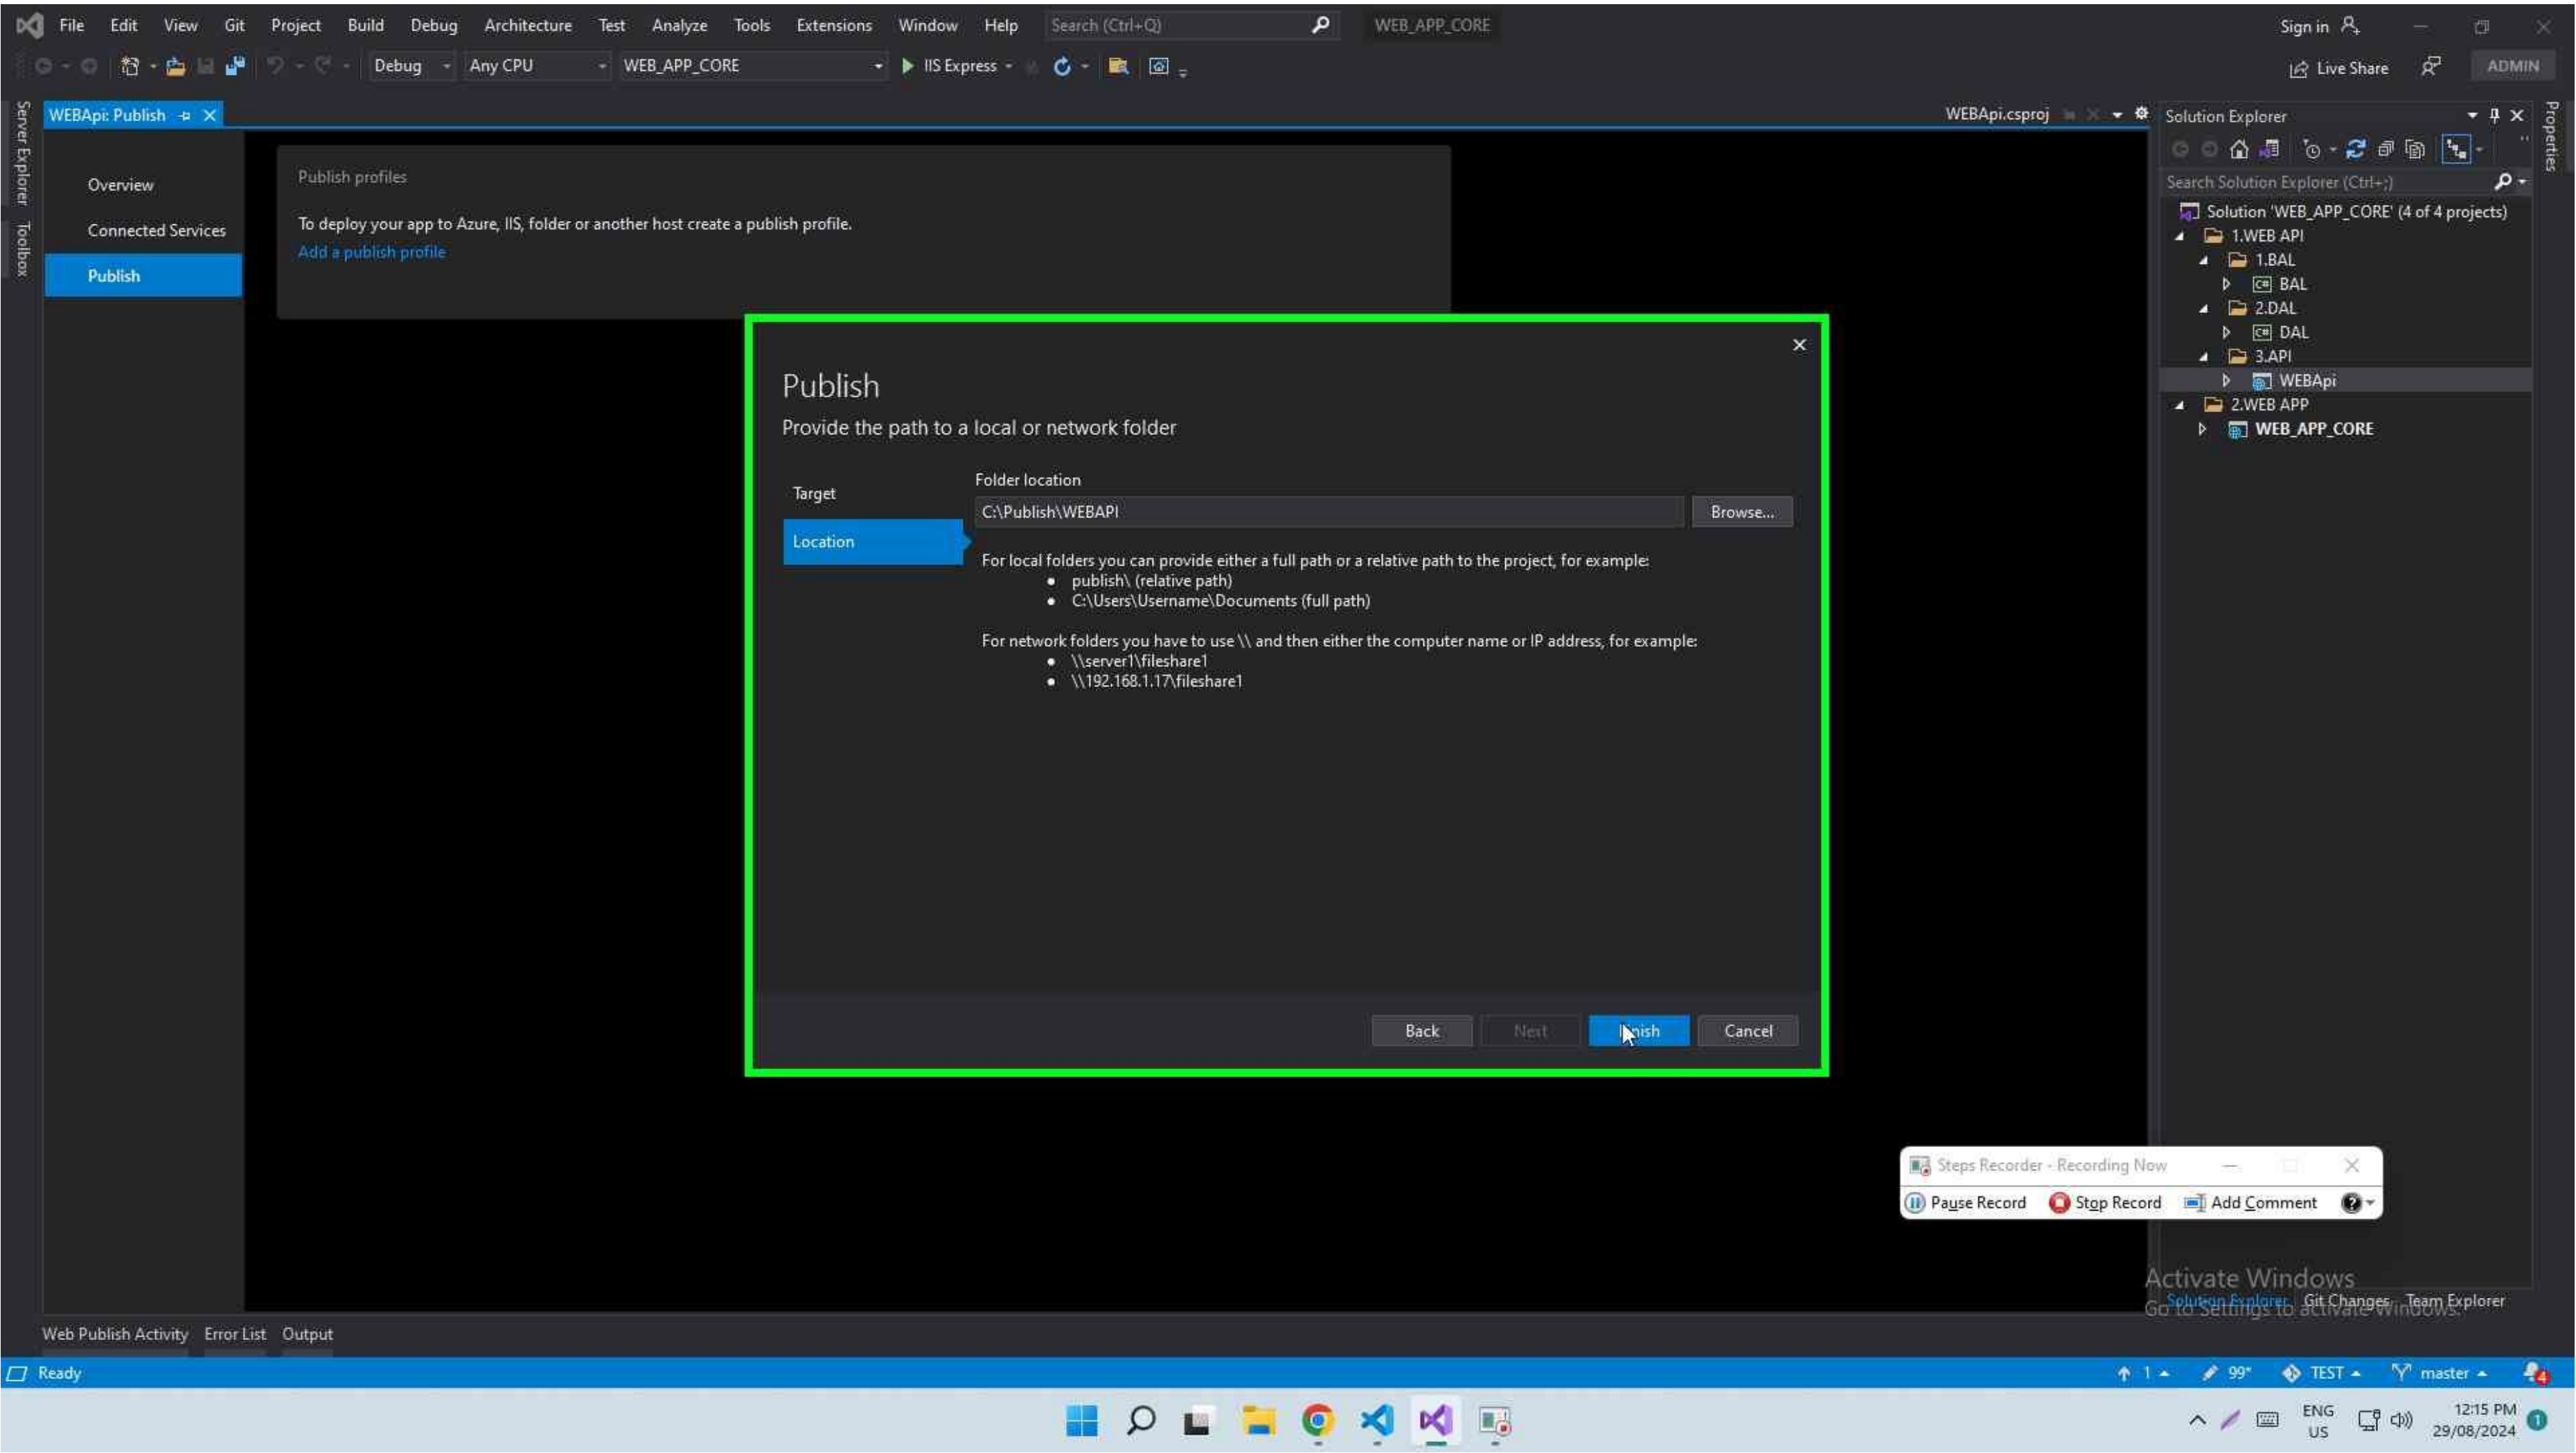 File Edit View Git Project Build Debug Architecture Test Analyze Tools Extensions Window Help Search (Ctrl+Q) WEB_APP_CORE Sign in
Debug Any CPU WEB_APP_CORE IIS Express Live Share ADMIN
Server Explorer
Toolbox
WEBApi: Publish
WEBApi.csproj
Overview
Connected Services
Publish
Publish profiles
To deploy your app to Azure, IIS, folder or another host create a publish profile.
Add a publish profile
Publish
Provide the path to a local or network folder
Target
Location
Folder location
C:\Publish\WEBAPI
Browse...
For local folders you can provide either a full path or a relative path to the project, for example:
• publish\ (relative path)
• C:\Users\Username\Documents (full path)
For network folders you have to use \\ and then either the computer name or IP address, for example:
• \\server1\fileshare1
• \\192.168.1.17\fileshare1
Back Next Finish Cancel
Solution Explorer
Search Solution Explorer (Ctrl+;)
Solution 'WEB_APP_CORE' (4 of 4 projects)
1.WEB API
1.BAL
C# BAL
2.DAL
C# DAL
3.API
WEBApi
2.WEB APP
WEB_APP_CORE
Properties
Steps Recorder - Recording Now
Pause Record Stop Record Add Comment
Activate Windows
Go to Settings to activate Windows.
Solution Explorer Git Changes Team Explorer
Web Publish Activity Error List Output
Ready
1 99+ TEST master 4
ENG
US
12:15 PM
29/08/2024
1